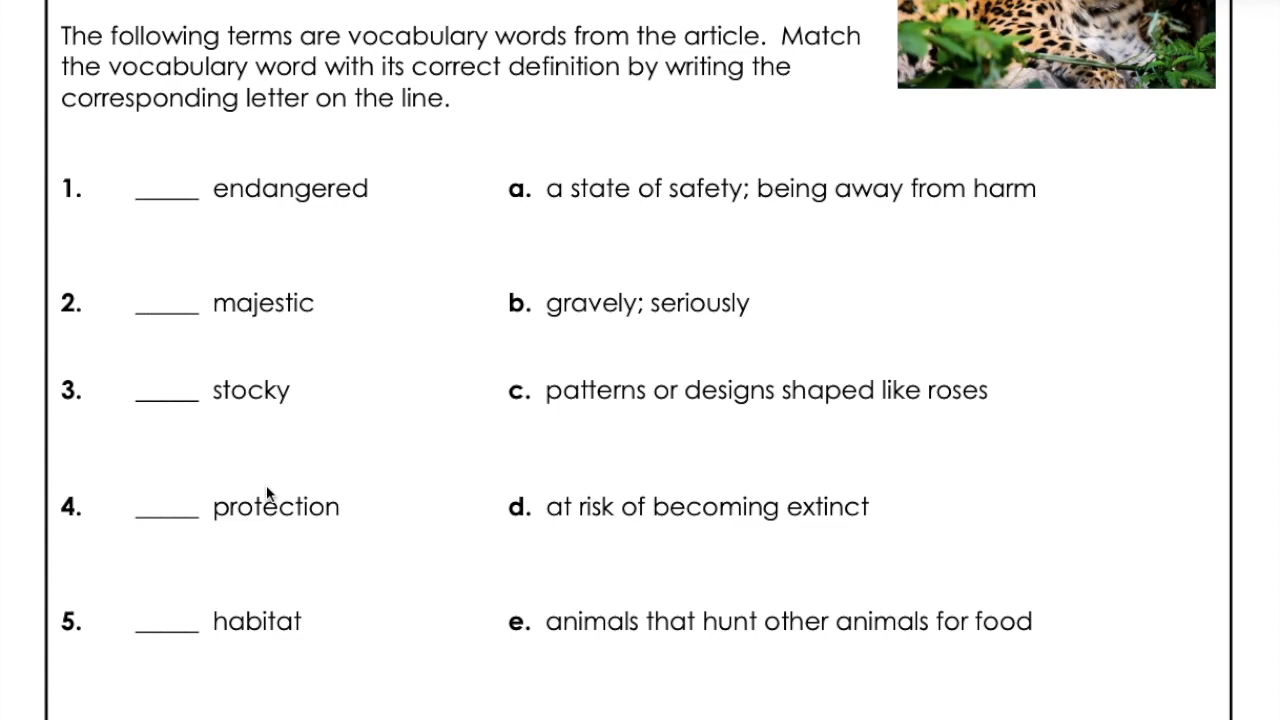 The following terms are vocabulary words from the article. Match
the vocabulary word with its correct definition by writing the
corresponding letter on the line.
1. _____ endangered a. a state of safety; being away from harm
2. _____ majestic b. gravely; seriously
3. _____ stocky c. patterns or designs shaped like roses
4. _____ protection d. at risk of becoming extinct
5. _____ habitat e. animals that hunt other animals for food